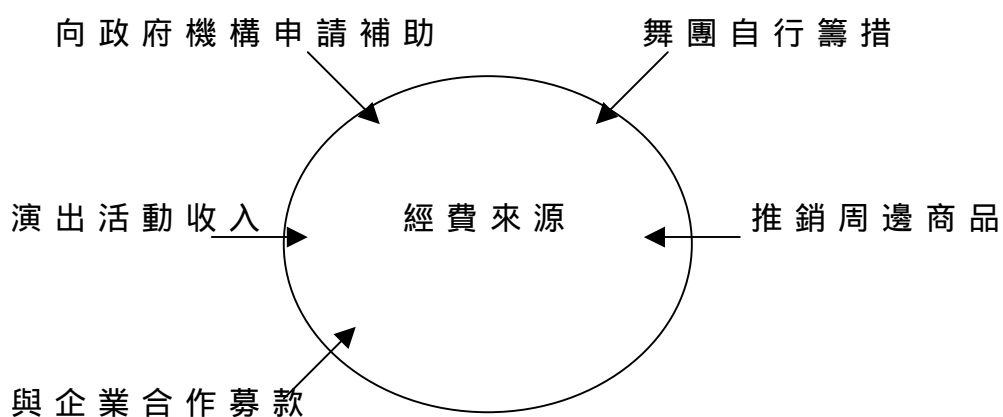 向政府機構申請補助
舞團自行籌措
演出活動收入
經費來源
推銷周邊商品
與企業合作募款